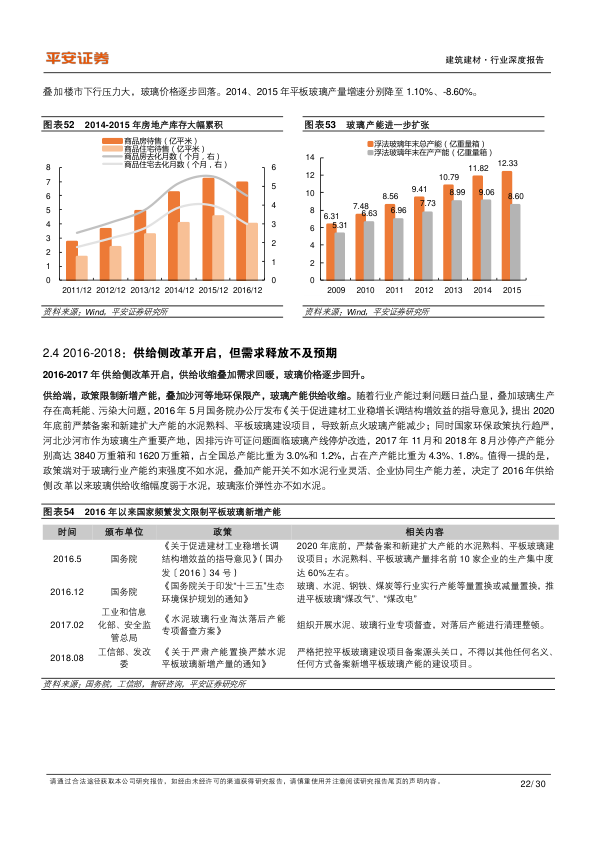 平安证券
建筑建材·行业深度报告
叠加楼市下行压力大，玻璃价格逐步回落。2014、2015 年平板玻璃产量增速分别降至 1.10%、-8.60%。
图表52 2014-2015 年房地产库存大幅累积
商品房待售（亿平米）
商品住宅待售（亿平米）
商品房去化月数（个月，右）
商品住宅去化月数（个月，右）
8
7
6
5
4
3
2
1
0
6
5
4
3
2
1
0
2011/12 2012/12 2013/12 2014/12 2015/12 2016/12
资料来源：Wind，平安证券研究所
图表53 玻璃产能进一步扩张
浮法玻璃年末总产能（亿重量箱）
浮法玻璃年末在产产能（亿重量箱）
14
12
10
8
6
4
2
0
6.31 7.48 8.56 9.41 10.79 11.82 12.33
5.31 6.63 6.96 7.73 8.99 9.06 8.60
2009 2010 2011 2012 2013 2014 2015
资料来源：Wind，平安证券研究所
2.4 2016-2018：供给侧改革开启，但需求释放不及预期
2016-2017 年供给侧改革开启，供给收缩叠加需求回暖，玻璃价格逐步回升。
供给端，政策限制新增产能，叠加沙河等地环保限产，玻璃产能供给收缩。随着行业产能过剩问题日益凸显，叠加玻璃生产
存在高耗能、污染大问题，2016 年 5 月国务院办公厅发布《关于促进建材工业稳增长调结构增效益的指导意见》，提出 2020
年底前严禁备案和新建扩大产能的水泥熟料、平板玻璃建设项目，导致新点火玻璃产能减少；同时国家环保政策执行趋严，
河北沙河市作为玻璃生产重要产地，因排污许可证问题面临玻璃产线停炉改造，2017 年 11 月和 2018 年 8 月涉停产产能分
别高达 3840 万重箱和 1620 万重箱，占全国总产能比重为 3.0%和 1.2%，占在产产能比重为 4.3%、1.8%。值得一提的是，
政策端对于玻璃行业产能约束强度不如水泥，叠加产能开关不如水泥行业灵活、企业协同生产能力差，决定了 2016 年供给
侧改革以来玻璃供给收缩幅度弱于水泥，玻璃涨价弹性亦不如水泥。
图表54 2016 年以来国家频繁发文限制平板玻璃新增产能
时间 颁布单位 政策 相关内容
2016.5 国务院 《关于促进建材工业稳增长调
结构增效益的指导意见》（国办
发〔2016〕34 号）
2020 年底前，严禁备案和新建扩大产能的水泥熟料、平板玻璃建
设项目；水泥熟料、平板玻璃产量排名前 10 家企业的生产集中度
达 60%左右。
2016.12 国务院 《国务院关于印发“十三五”生态
环境保护规划的通知》
玻璃、水泥、钢铁、煤炭等行业实行产能等量置换或减量置换，推
进平板玻璃“煤改气”、“煤改电”
2017.02 工业和信息
化部、安全监
管总局
《水泥玻璃行业淘汰落后产能
专项督查方案》
组织开展水泥、玻璃行业专项督查，对落后产能进行清理整顿。
2018.08 工信部、发改
委
《关于严肃产能置换严禁水泥
平板玻璃新增产量的通知》
严格把控平板玻璃建设项目备案源头关口，不得以其他任何名义、
任何方式备案新增平板玻璃产能的建设项目。
资料来源：国务院，工信部，智研咨询，平安证券研究所
请通过合法途径获取本公司研究报告，如经由未经许可的渠道获得研究报告，请慎重使用并注意阅读研究报告尾页的声明内容。
22/ 30